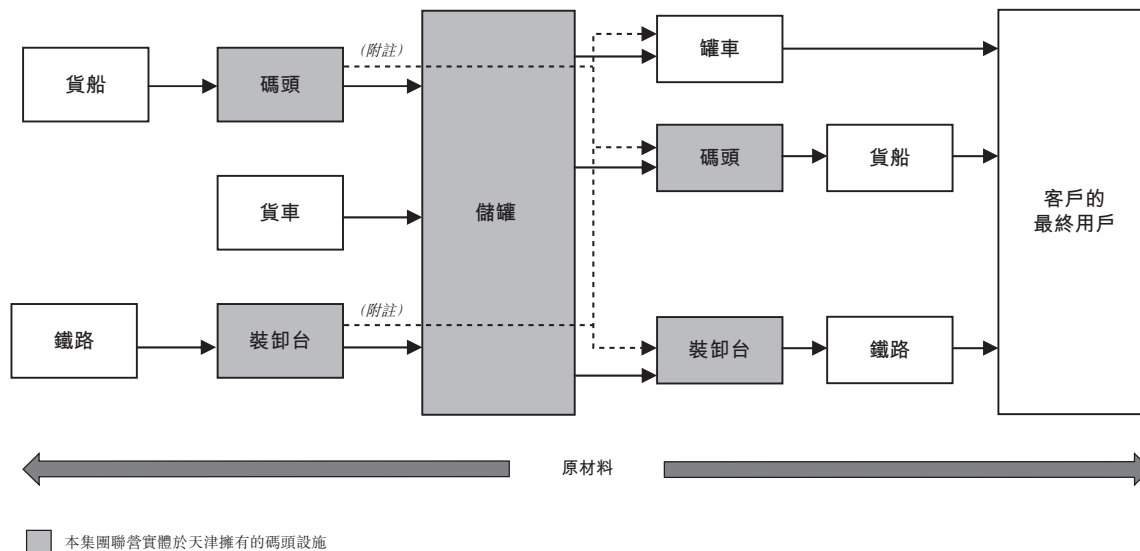 (附註)
罐車
貨船
碼頭
碼頭
貨船
貨車
儲罐
客戶的
最終用戶
(附註)
鐵路
裝卸台
裝卸台
鐵路
原材料
本集團聯營實體於天津擁有的碼頭設施